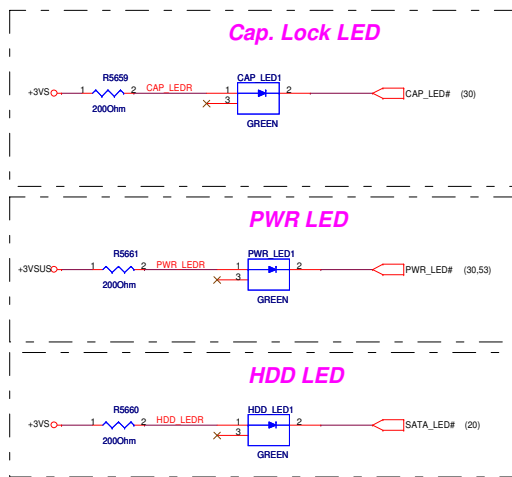 Cap. Lock LED
R5659
CAP_LED1
+3VS 1 2 CAP_LEDR 1 2 CAP_LED# (30)
3
200Ohm
GREEN
PWR LED
R5661
PWR_LED1
+3VSUS 1 2 PWR_LEDR 1 2 PWR_LED# (30,53)
3
200Ohm
GREEN
HDD LED
R5660
HDD_LED1
+3VS 1 2 HDD_LEDR 1 2 SATA_LED# (20)
3
200Ohm
GREEN